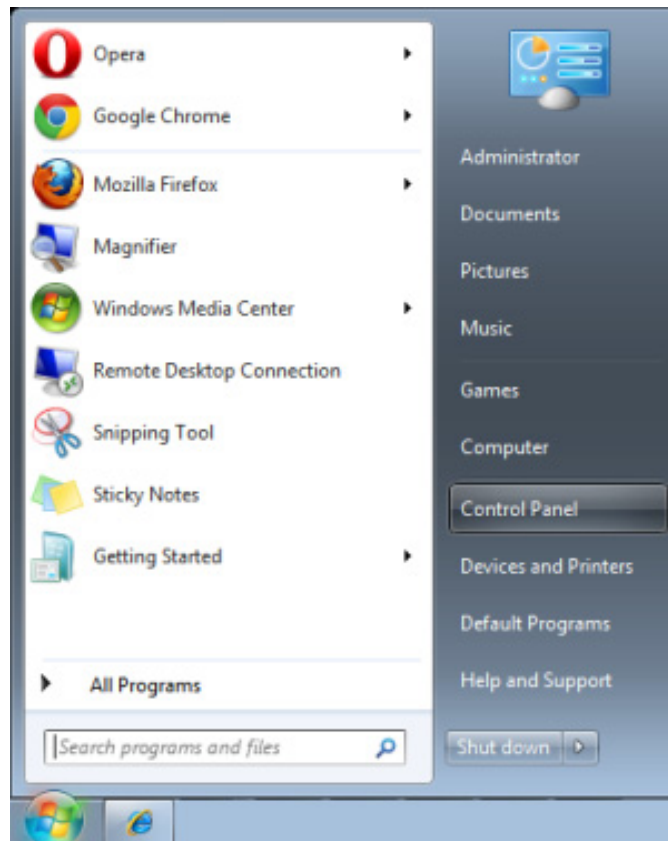 Opera
Google Chrome
Mozilla Firefox
Magnifier
Windows Media Center
Remote Desktop Connection
Snipping Tool
Sticky Notes
Getting Started
All Programs
Search programs and files
Administrator
Documents
Pictures
Music
Games
Computer
Control Panel
Devices and Printers
Default Programs
Help and Support
Shut down